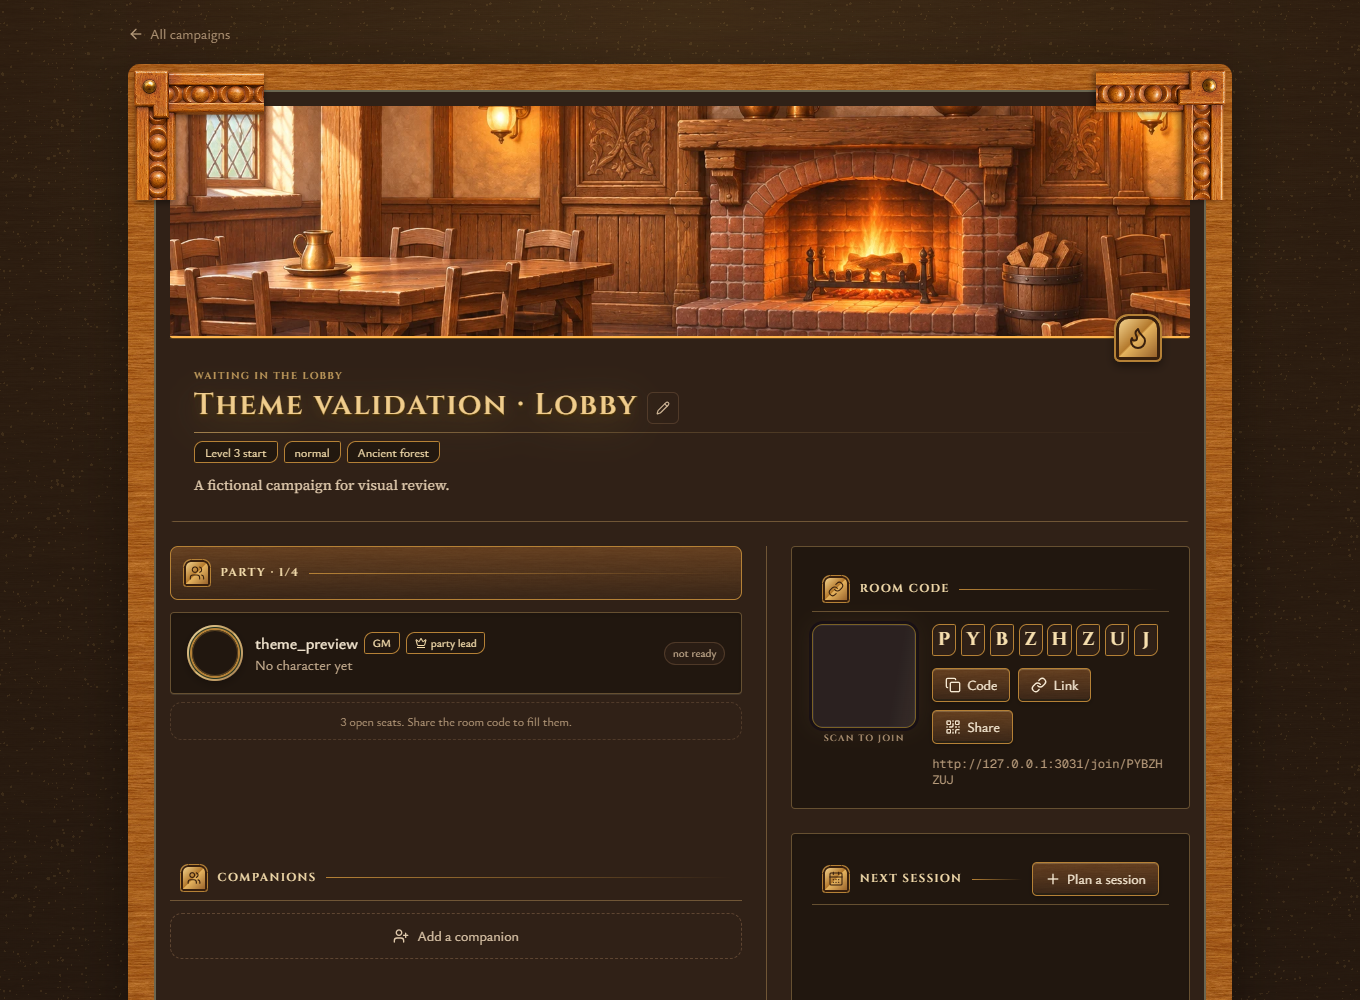 All campaigns
WAITING IN THE LOBBY
THEME VALIDATION · LOBBY
Level 3 start normal Ancient forest
A fictional campaign for visual review.
PARTY · 1/4
theme_preview GM party lead
No character yet
not ready
3 open seats. Share the room code to fill them.
COMPANIONS
Add a companion
ROOM CODE
P Y B Z H Z U J
Code Link
Share
SCAN TO JOIN
http://127.0.0.1:3031/join/PYBZH
ZUJ
NEXT SESSION
Plan a session